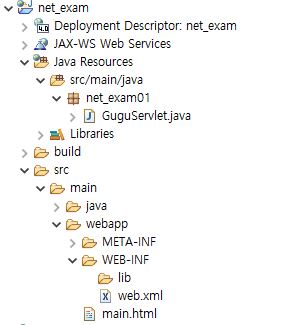 net_exam
Deployment Descriptor: net_exam
JAX-WS Web Services
Java Resources
src/main/java
net_exam01
GuguServlet.java
Libraries
build
src
main
java
webapp
META-INF
WEB-INF
lib
web.xml
main.html